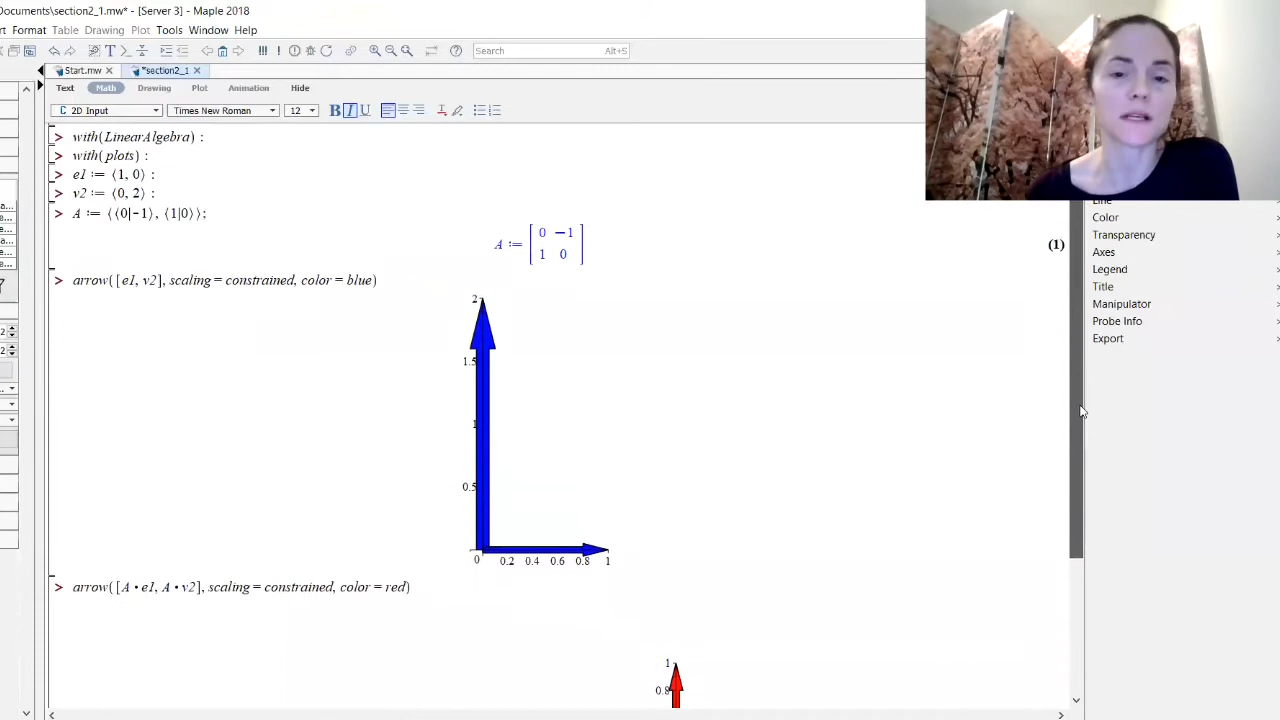 Documents\section2_1.mw* - [Server 3] - Maple 2018
rt Format Table Drawing Plot Tools Window Help
Search Alt+S
Start.mw *section2_1
Text Math Drawing Plot Animation Hide
C 2D Input Times New Roman 12 B I U
> with(LinearAlgebra) :
> with(plots) :
> e1 := ⟨1, 0⟩ :
> v2 := ⟨0, 2⟩ :
> A := ⟨⟨0|-1⟩, ⟨1|0⟩⟩;
A := [ 0 -1
1 0 ]
(1)
> arrow([e1, v2], scaling = constrained, color = blue)
2
1.5
1
0.5
0 0.2 0.4 0.6 0.8 1
> arrow([A • e1, A • v2], scaling = constrained, color = red)
1
0.8
Line
Color
Transparency
Axes
Legend
Title
Manipulator
Probe Info
Export